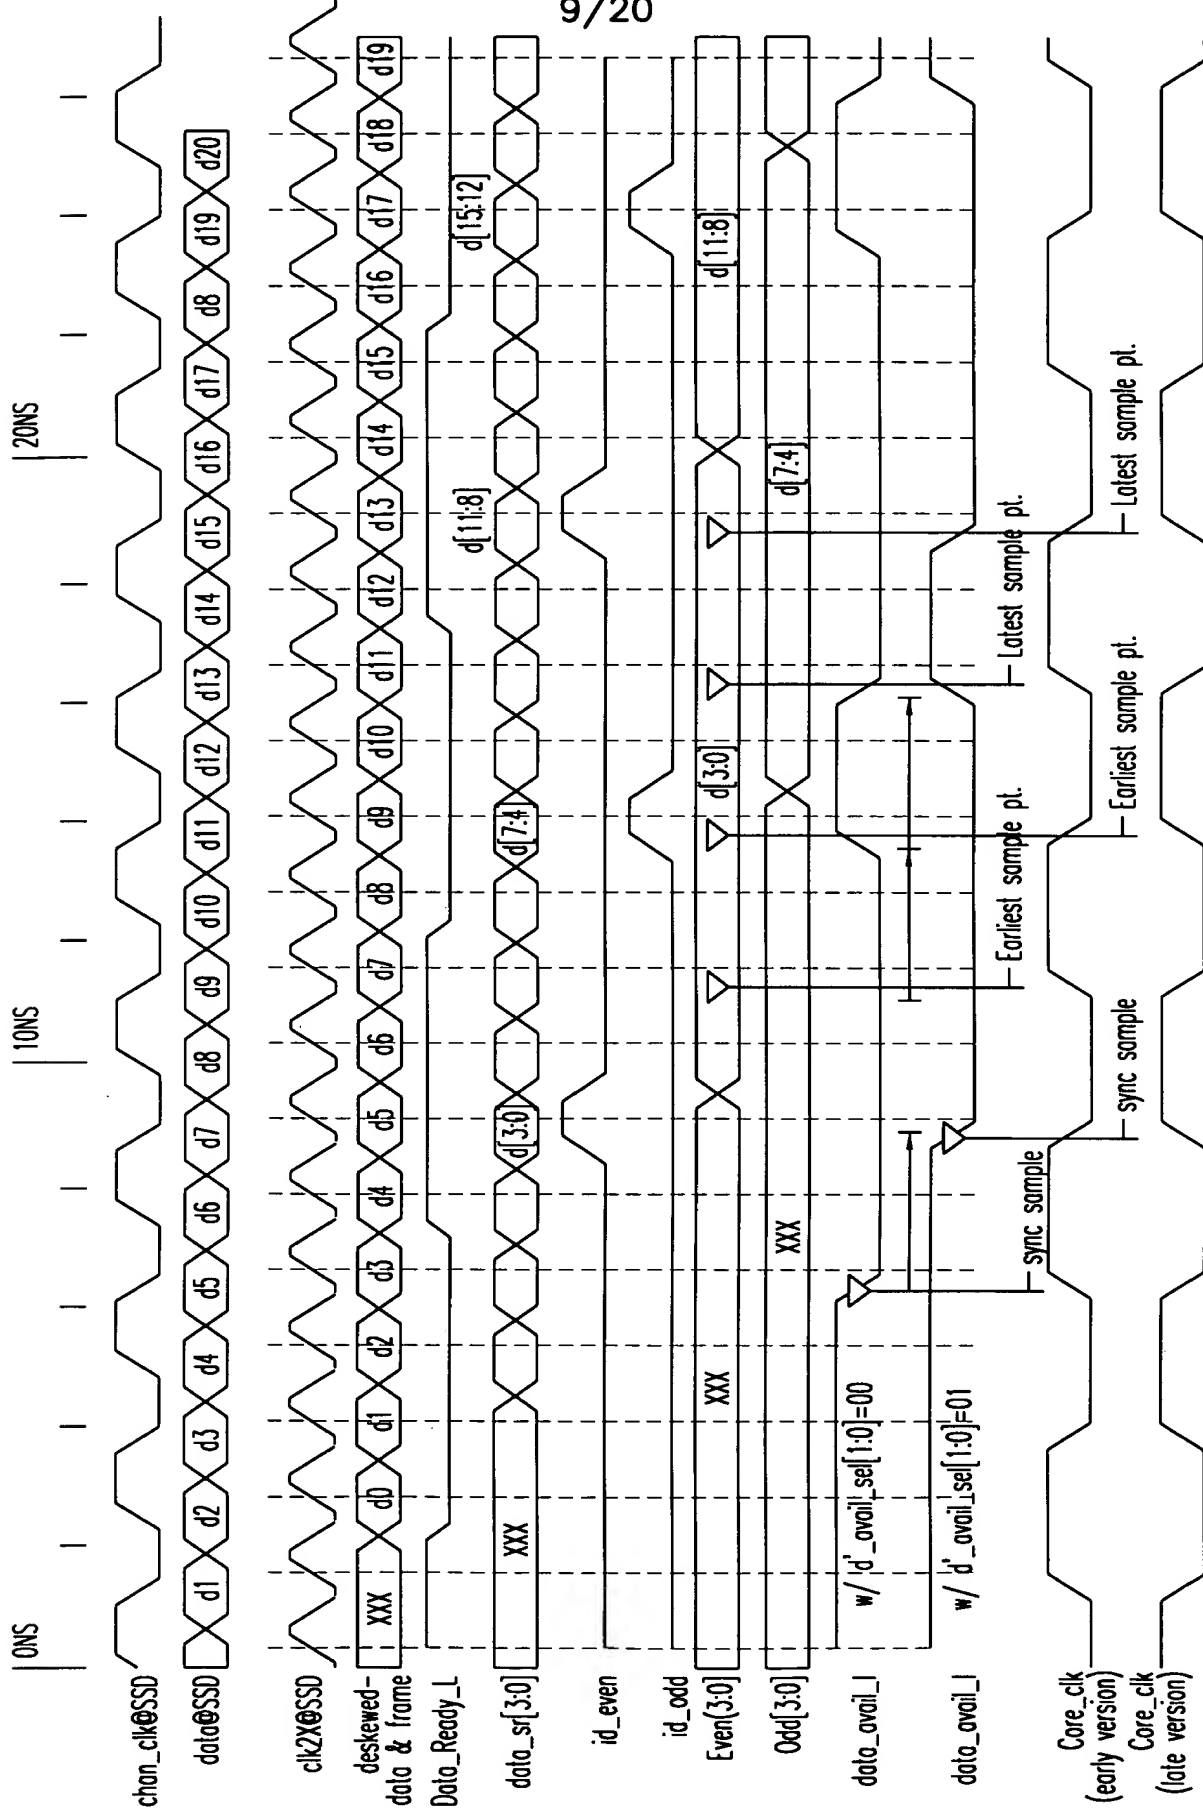 9/20
0NS
10NS
20NS
chan_clk@SSD
data@SSD
d1
d2
d3
d4
d5
d6
d7
d8
d9
d10
d11
d12
d13
d14
d15
d16
d17
d8
d19
d20
clk2X@SSD
deskewed-
data & frame
XXX
d0
d1
d2
d3
d4
d5
d6
d7
d8
d9
d10
d11
d12
d13
d14
d15
d16
d17
d18
d19
Data_Ready_L
data_sr[3:0]
XXX
d[3:0]
d[7:4]
d[11:8]
d[15:12]
id_even
id_odd
Even(3:0]
XXX
d[3:0]
d[11:8]
Odd[3:0]
XXX
d[7:4]
data_avail_l
w/ d'_avail_sel[1:0]=00
data_avail_l
w/ d'_avail_sel[1:0]=01
sync sample
Earliest sample pt.
Latest sample pt.
sync sample
Earliest sample pt.
Latest sample pt.
Core_clk
(early version)
Core_clk
(late version)